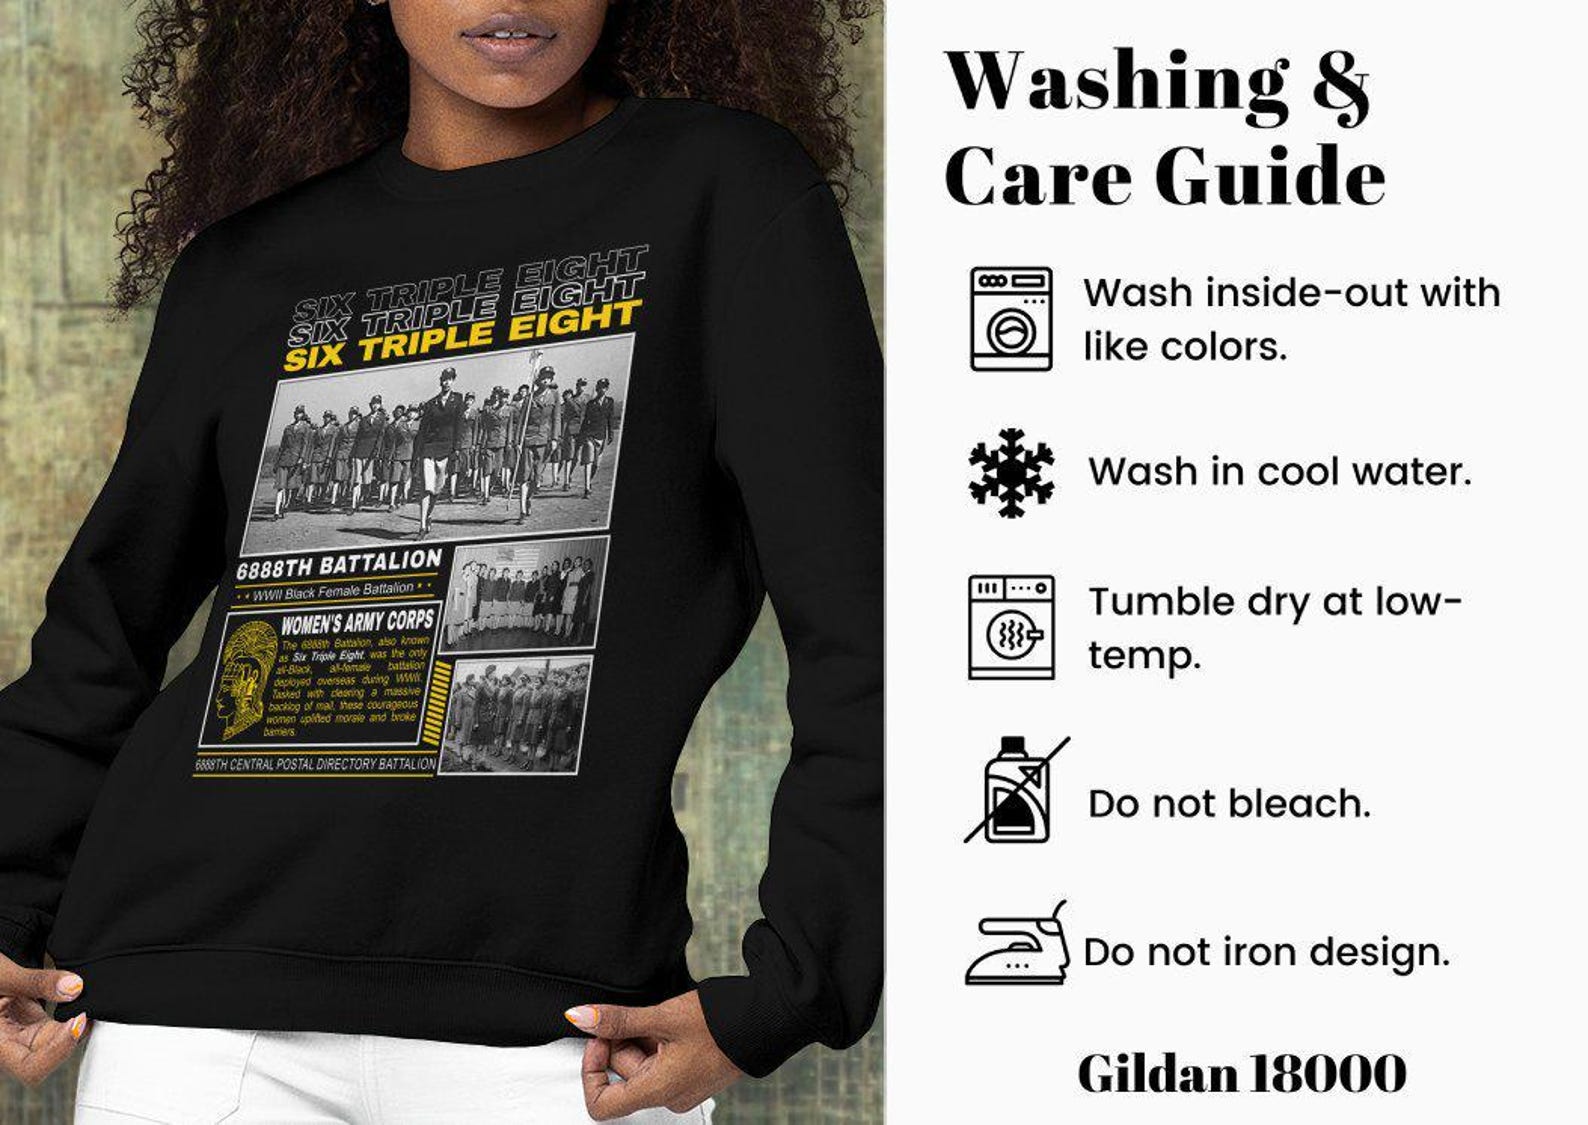 SIX TRIPLE EIGHT
SIX TRIPLE EIGHT
SIX TRIPLE EIGHT
6888TH BATTALION
WWII Black Female Battalion
WOMEN'S ARMY CORPS
The 6888th Battalion, also known
as Six Triple Eight, was the only
all-Black, all-female battalion
deployed overseas during WWII.
Tasked with clearing a massive
backlog of mail, these courageous
women uplifted morale and broke
barriers.
6888TH CENTRAL POSTAL DIRECTORY BATTALION
Washing &
Care Guide
Wash inside-out with
like colors.
Wash in cool water.
Tumble dry at low-
temp.
Do not bleach.
Do not iron design.
Gildan 18000